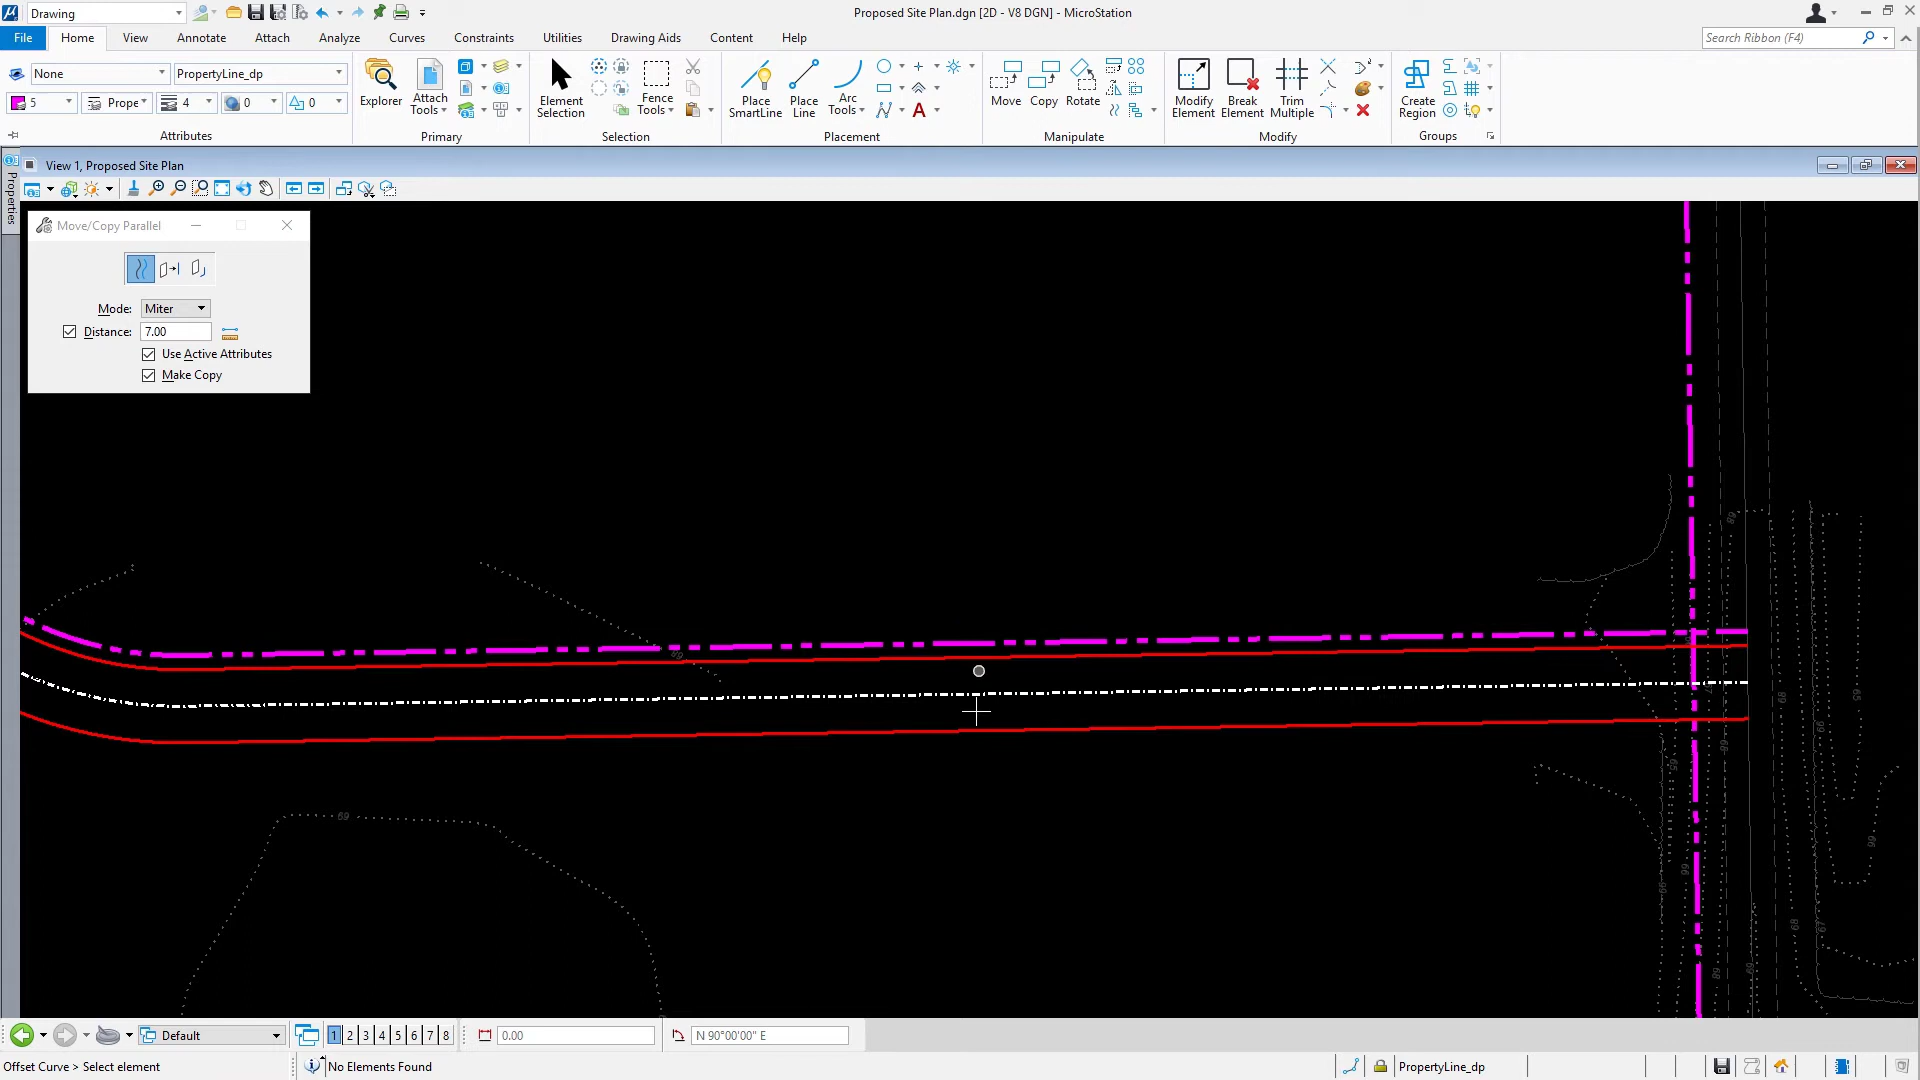 Drawing
Proposed Site Plan.dgn [2D - V8 DGN] - MicroStation
File
Home
View
Annotate
Attach
Analyze
Curves
Constraints
Utilities
Drawing Aids
Content
Help
Search Ribbon (F4)
None
PropertyLine_dp
5
Prope
4
0
0
Attributes
Explorer
Attach Tools
Primary
Element Selection
Fence Tools
Selection
Place SmartLine
Place Line
Arc Tools
Placement
Move
Copy
Rotate
Manipulate
Modify Element
Break Element
Trim Multiple
Modify
Create Region
Groups
View 1, Proposed Site Plan
Properties
Move/Copy Parallel
Mode: Miter
Distance: 7.00
Use Active Attributes
Make Copy
69
Default
1 2 3 4 5 6 7 8
0.00
N 90°00'00" E
Offset Curve > Select element
No Elements Found
PropertyLine_dp